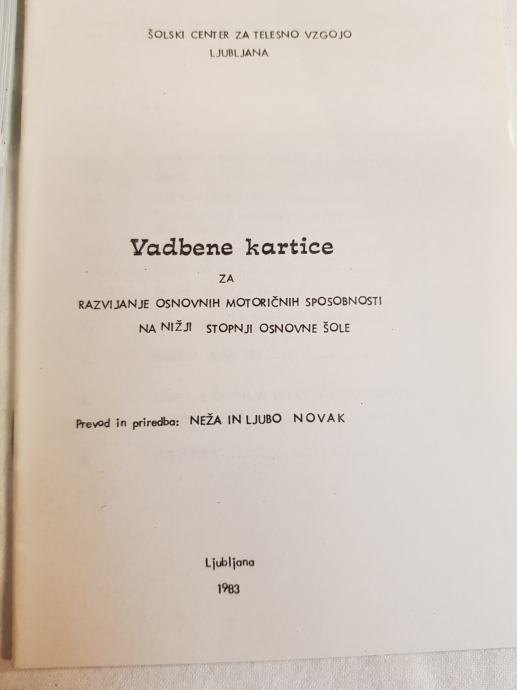 ŠOLSKI CENTER ZA TELESNO VZGOJO
LJUBLJANA
Vadbene kartice
ZA
RAZVIJANJE OSNOVNIH MOTORIČNIH SPOSOBNOSTI
NA NIŽJI STOPNJI OSNOVNE ŠOLE
Prevod in priredba: NEŽA IN LJUBO NOVAK
Ljubljana
1983